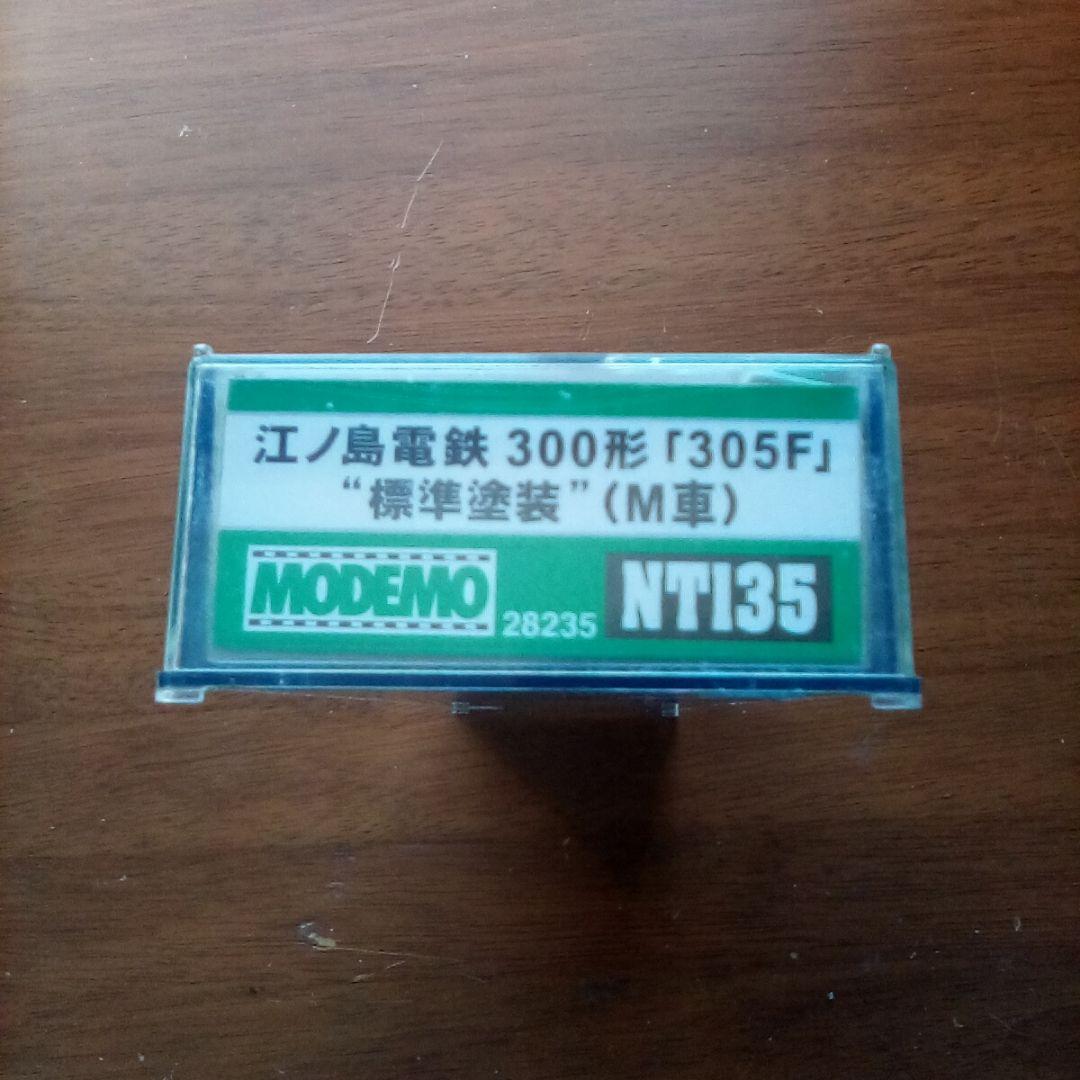 江ノ島電鉄 300形「305F」
“標準塗装”(M車)
MODEMO 28235 NT135